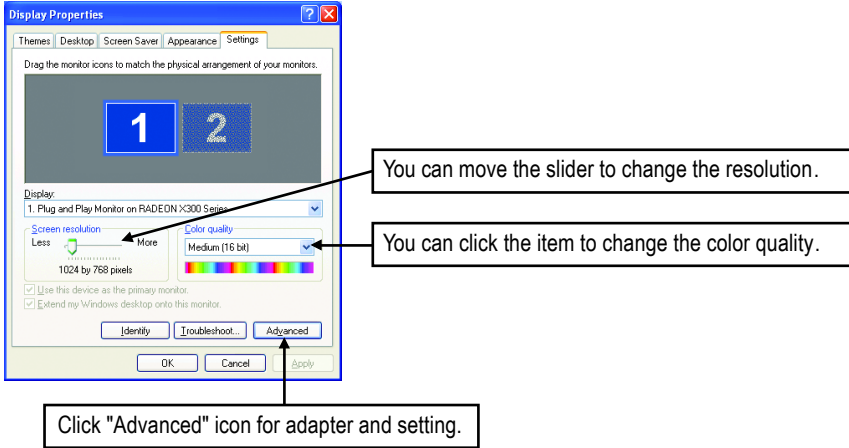 Display Properties
Themes Desktop Screen Saver Appearance Settings
Drag the monitor icons to match the physical arrangement of your monitors.
1 2
You can move the slider to change the resolution.
Display:
1. Plug and Play Monitor on RADEON X300 Series
Screen resolution Color quality
Less More Medium (16 bit)
You can click the item to change the color quality.
1024 by 768 pixels
Use this device as the primary monitor.
Extend my Windows desktop onto this monitor.
Identify Troubleshoot... Advanced
OK Cancel Apply
Click "Advanced" icon for adapter and setting.